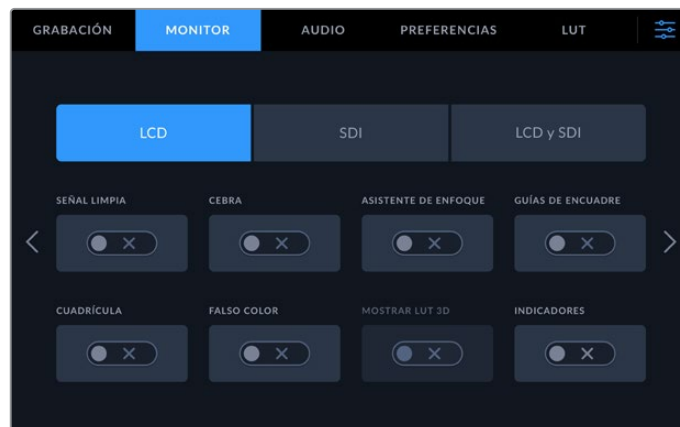 GRABACIÓN MONITOR AUDIO PREFERENCIAS LUT
LCD SDI LCD y SDI
SEÑAL LIMPIA CEBRA ASISTENTE DE ENFOQUE GUÍAS DE ENCUADRE
CUADRÍCULA FALSO COLOR MOSTRAR LUT 3D INDICADORES